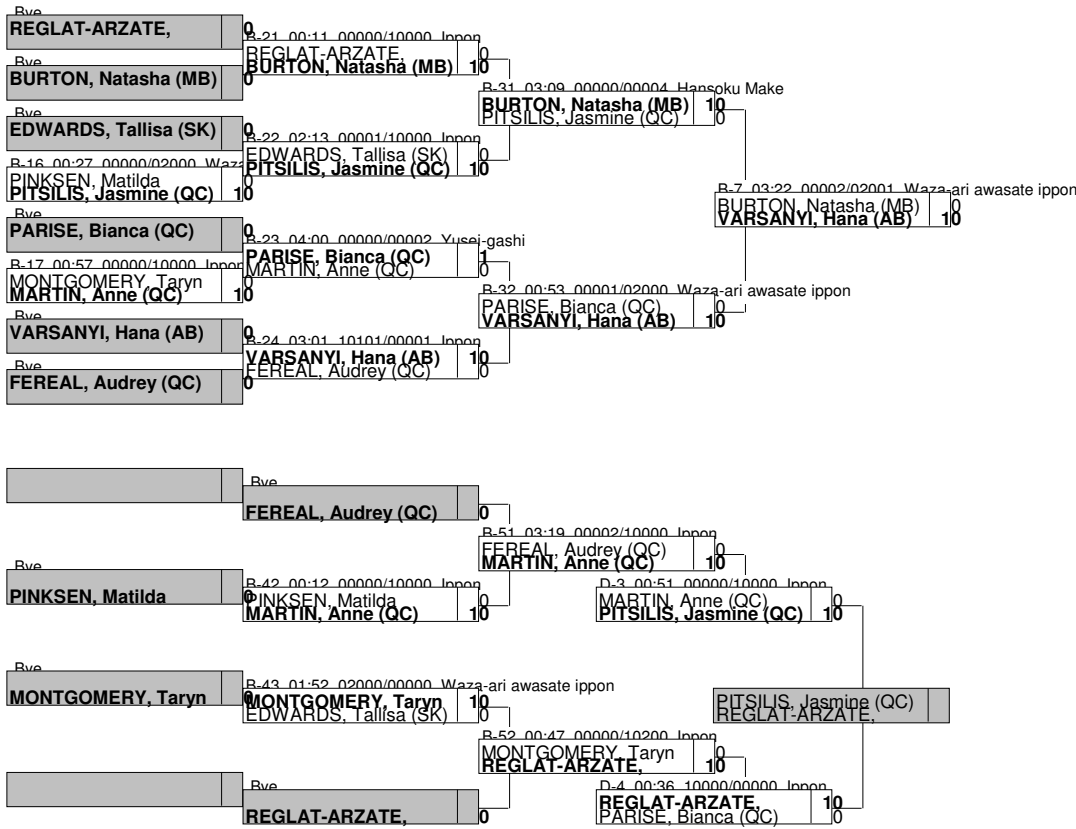 Bye
REGLAT-ARZATE,
0
Bye
BURTON, Natasha (MB)
0
B-21 00:11 00000/10000 Ippon
REGLAT-ARZATE, 0
BURTON, Natasha (MB) 10
B-31 03:09 00000/00004 Hansoku Make
BURTON, Natasha (MB) 10
PITSILIS, Jasmine (QC) 0
Bye
EDWARDS, Tallisa (SK)
0
B-22 02:13 00001/10000 Ippon
EDWARDS, Tallisa (SK) 0
PITSILIS, Jasmine (QC) 10
B-16 00:27 00000/02000 Waza
PINKSEN, Matilda 0
PITSILIS, Jasmine (QC) 10
B-7 03:22 00002/02001 Waza-ari awasate ippon
BURTON, Natasha (MB) 0
VARSANYI, Hana (AB) 10
Bye
PARISE, Bianca (QC)
0
B-23 04:00 00000/00002 Yusei-gashi
PARISE, Bianca (QC) 1
MARTIN, Anne (QC) 0
B-17 00:57 00000/10000 Ippon
MONTGOMERY, Taryn 0
MARTIN, Anne (QC) 10
B-32 00:53 00001/02000 Waza-ari awasate ippon
PARISE, Bianca (QC) 0
VARSANYI, Hana (AB) 10
Bye
VARSANYI, Hana (AB)
0
B-24 03:01 10101/00001 Ippon
VARSANYI, Hana (AB) 10
FEREAL, Audrey (QC) 0
Bye
FEREAL, Audrey (QC)
0
Bye
FEREAL, Audrey (QC)
0
B-51 03:19 00002/10000 Ippon
FEREAL, Audrey (QC) 0
MARTIN, Anne (QC) 10
Bye
PINKSEN, Matilda
0
B-42 00:12 00000/10000 Ippon
PINKSEN, Matilda 0
MARTIN, Anne (QC) 10
D-3 00:51 00000/10000 Ippon
MARTIN, Anne (QC) 0
PITSILIS, Jasmine (QC) 10
Bye
MONTGOMERY, Taryn
0
B-43 01:52 02000/00000 Waza-ari awasate ippon
MONTGOMERY, Taryn 10
EDWARDS, Tallisa (SK) 0
PITSILIS, Jasmine (QC)
REGLAT-ARZATE,
B-52 00:47 00000/10200 Ippon
MONTGOMERY, Taryn 0
REGLAT-ARZATE, 10
Bye
REGLAT-ARZATE,
0
D-4 00:36 10000/00000 Ippon
REGLAT-ARZATE, 10
PARISE, Bianca (QC) 0